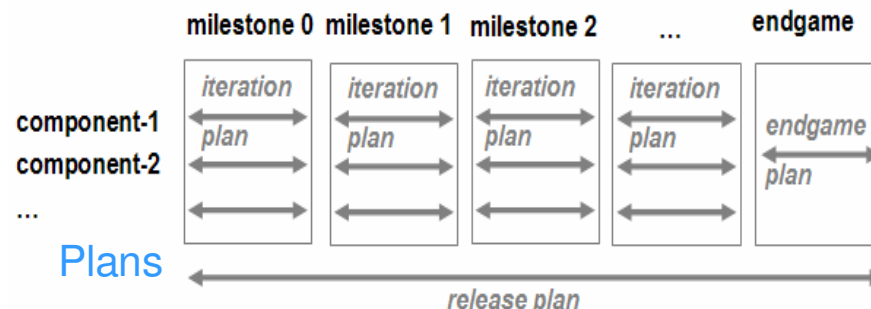 milestone 0 milestone 1 milestone 2 ... endgame
iteration iteration iteration iteration
component-1
plan plan plan plan endgame
component-2
plan
...
Plans
release plan